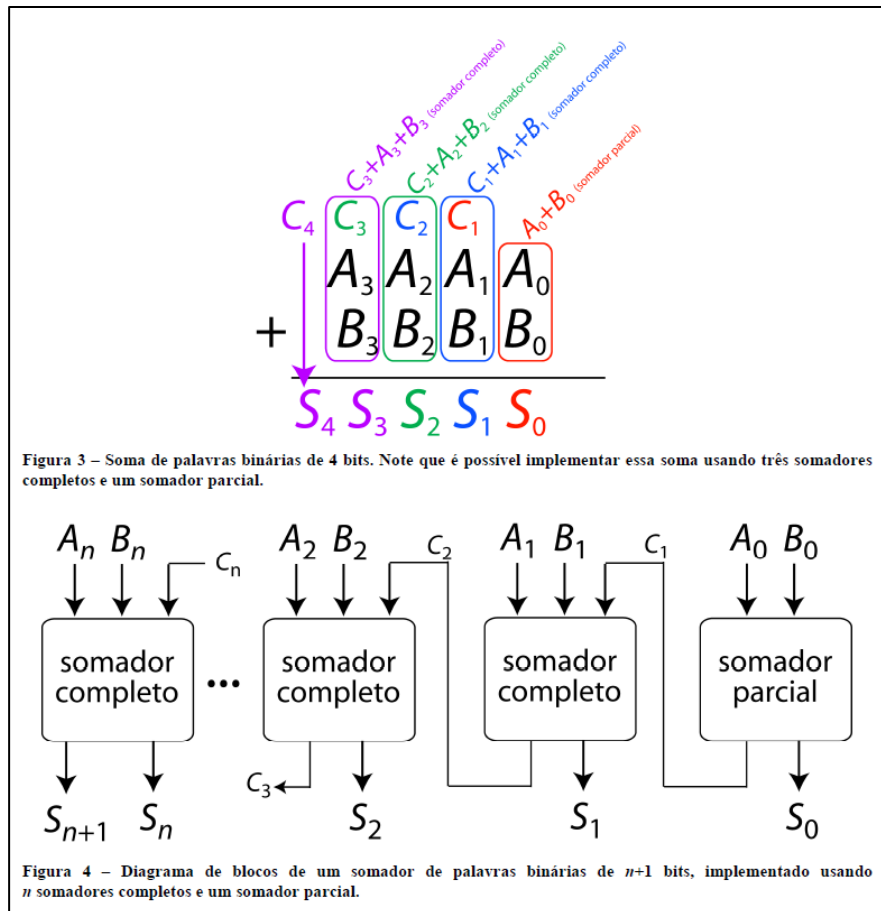 C₃+A₃+B₃ (somador completo)
C₂+A₂+B₂ (somador completo)
C₁+A₁+B₁ (somador completo)
A₀+B₀ (somador parcial)
C₄ C₃ C₂ C₁
A₃ A₂ A₁ A₀
+ B₃ B₂ B₁ B₀
S₄ S₃ S₂ S₁ S₀
Figura 3 – Soma de palavras binárias de 4 bits. Note que é possível implementar essa soma usando três somadores
completos e um somador parcial.
Aₙ Bₙ Cₙ A₂ B₂ C₂ A₁ B₁ C₁ A₀ B₀
somador somador somador somador
completo ... completo completo parcial
C₃
Sₙ₊₁ Sₙ S₂ S₁ S₀
Figura 4 – Diagrama de blocos de um somador de palavras binárias de n+1 bits, implementado usando
n somadores completos e um somador parcial.